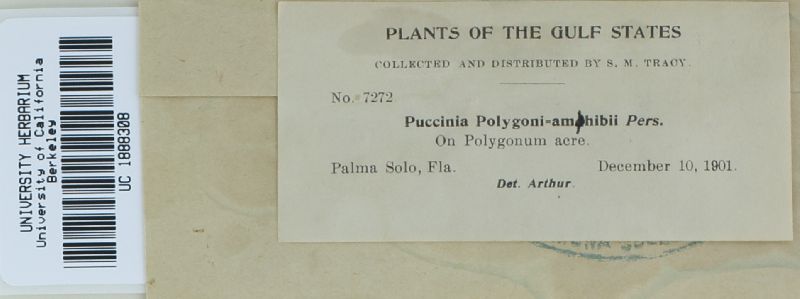 UNIVERSITY HERBARIUM
University of California
Berkeley
UC 1888308
PLANTS OF THE GULF STATES
COLLECTED AND DISTRIBUTED BY S. M. TRACY.
No. 7272
Puccinia Polygoni-amphibii Pers.
On Polygonum acre.
Palma Solo, Fla. December 10, 1901.
Det. Arthur.